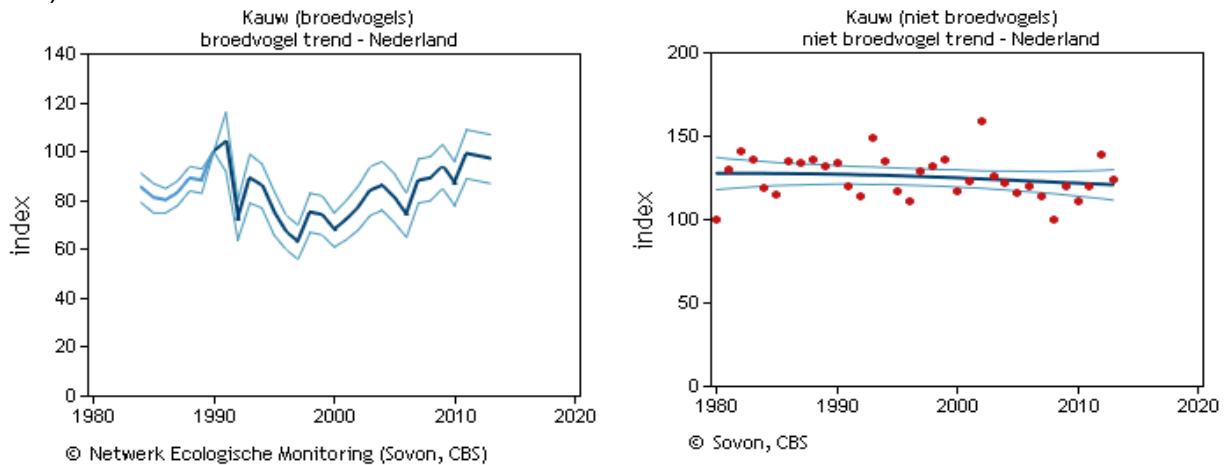 Kauw (broedvogels)
broedvogel trend - Nederland
140
120
100
80
60
40
20
0
index
1980 1990 2000 2010 2020
© Netwerk Ecologische Monitoring (Sovon, CBS)
Kauw (niet broedvogels)
niet broedvogel trend - Nederland
200
150
100
50
0
index
1980 1990 2000 2010 2020
© Sovon, CBS